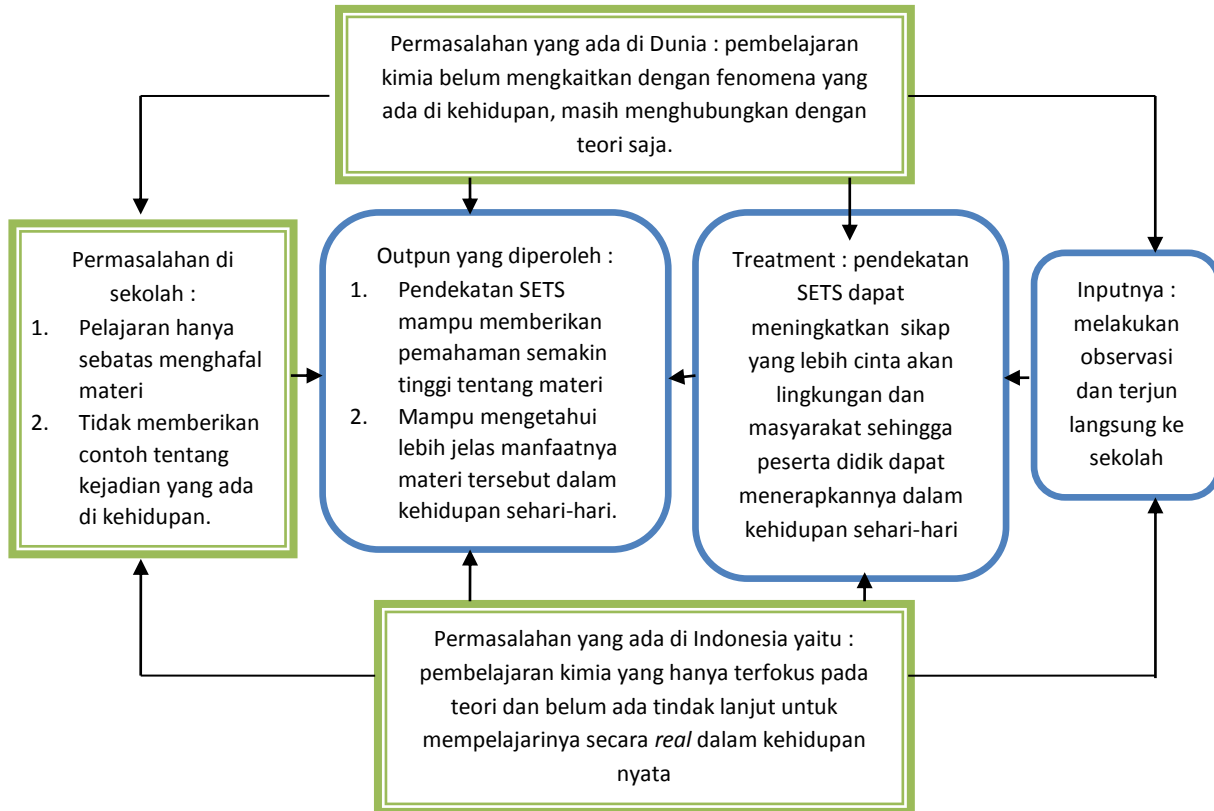 Permasalahan yang ada di Dunia : pembelajaran
kimia belum mengkaitkan dengan fenomena yang
ada di kehidupan, masih menghubungkan dengan
teori saja.
Permasalahan di
sekolah :
1. Pelajaran hanya
sebatas menghafal
materi
2. Tidak memberikan
contoh tentang
kejadian yang ada
di kehidupan.
Outpun yang diperoleh :
1. Pendekatan SETS
mampu memberikan
pemahaman semakin
tinggi tentang materi
2. Mampu mengetahui
lebih jelas manfaatnya
materi tersebut dalam
kehidupan sehari-hari.
Treatment : pendekatan
SETS dapat
meningkatkan sikap
yang lebih cinta akan
lingkungan dan
masyarakat sehingga
peserta didik dapat
menerapkannya dalam
kehidupan sehari-hari
Inputnya :
melakukan
observasi
dan terjun
langsung ke
sekolah
Permasalahan yang ada di Indonesia yaitu :
pembelajaran kimia yang hanya terfokus pada
teori dan belum ada tindak lanjut untuk
mempelajarinya secara real dalam kehidupan
nyata